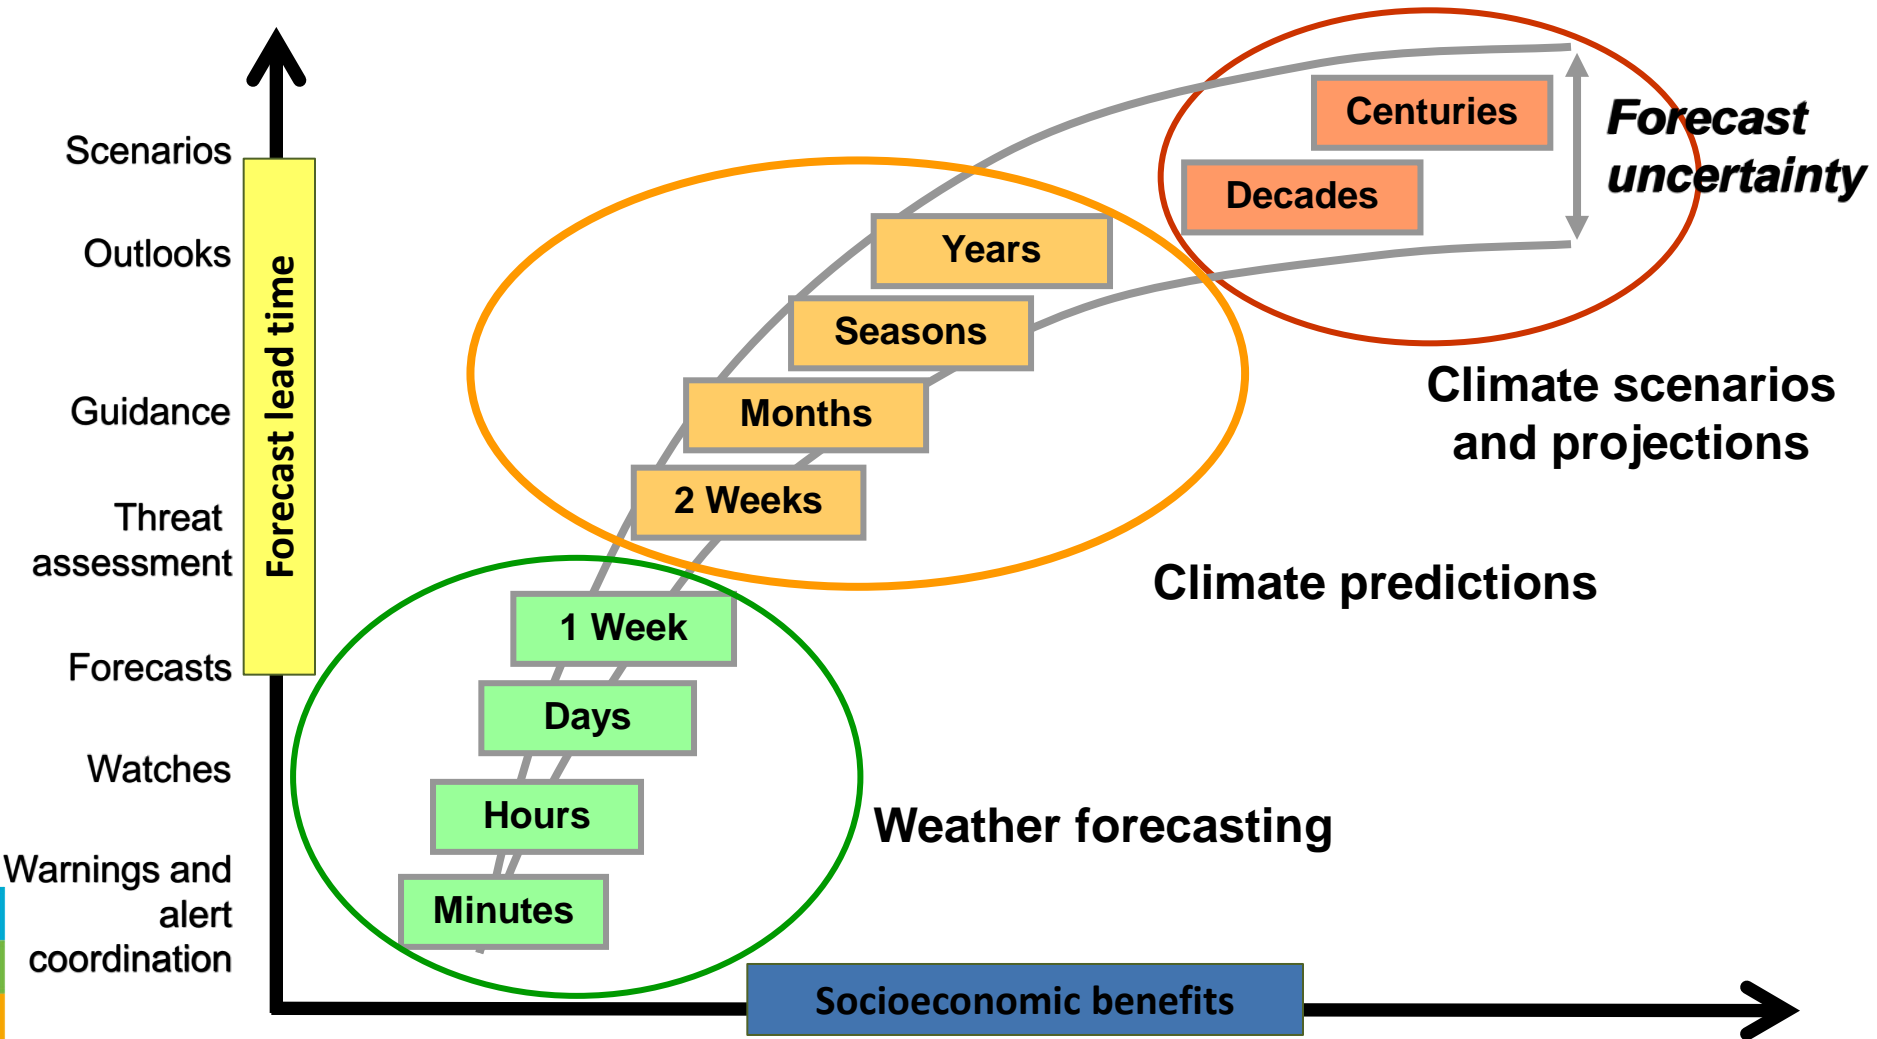 Scenarios
Outlooks
Guidance
Threat
assessment
Forecasts
Watches
Warnings and
alert
coordination
Forecast lead time
Centuries
Decades
Forecast
uncertainty
Years
Seasons
Months
2 Weeks
Climate scenarios
and projections
Climate predictions
1 Week
Days
Hours
Minutes
Weather forecasting
Socioeconomic benefits